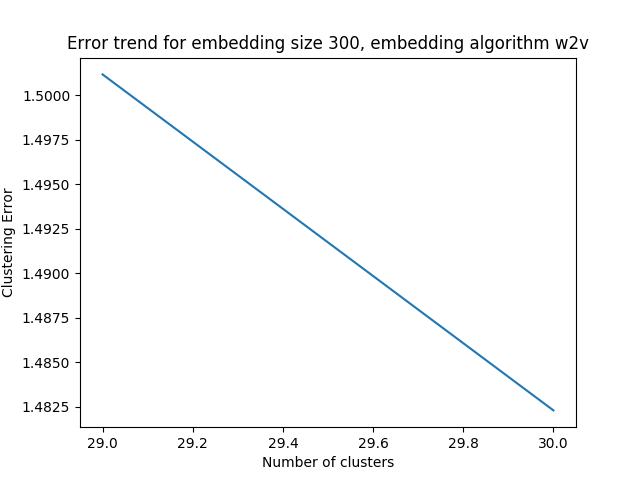 Error trend for embedding size 300, embedding algorithm w2v
Clustering Error
1.5000
1.4975
1.4950
1.4925
1.4900
1.4875
1.4850
1.4825
29.0 29.2 29.4 29.6 29.8 30.0
Number of clusters